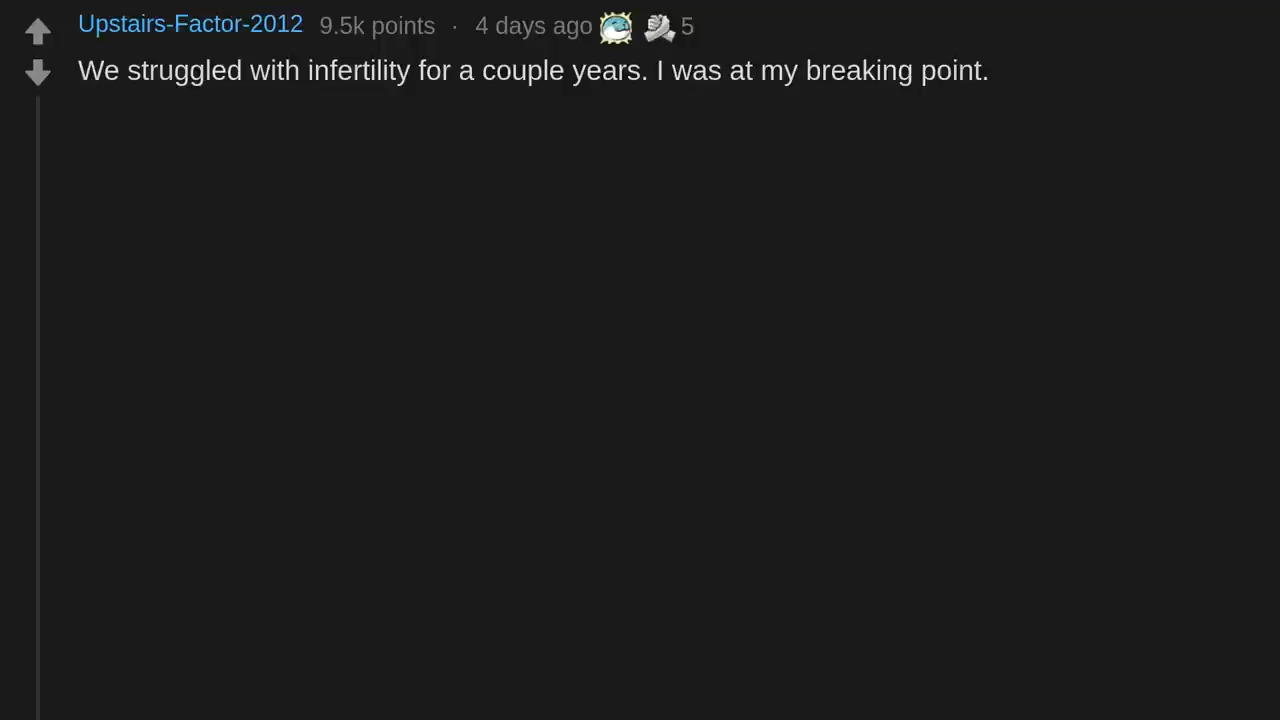 Upstairs-Factor-2012 9.5k points · 4 days ago 5
We struggled with infertility for a couple years. I was at my breaking point.